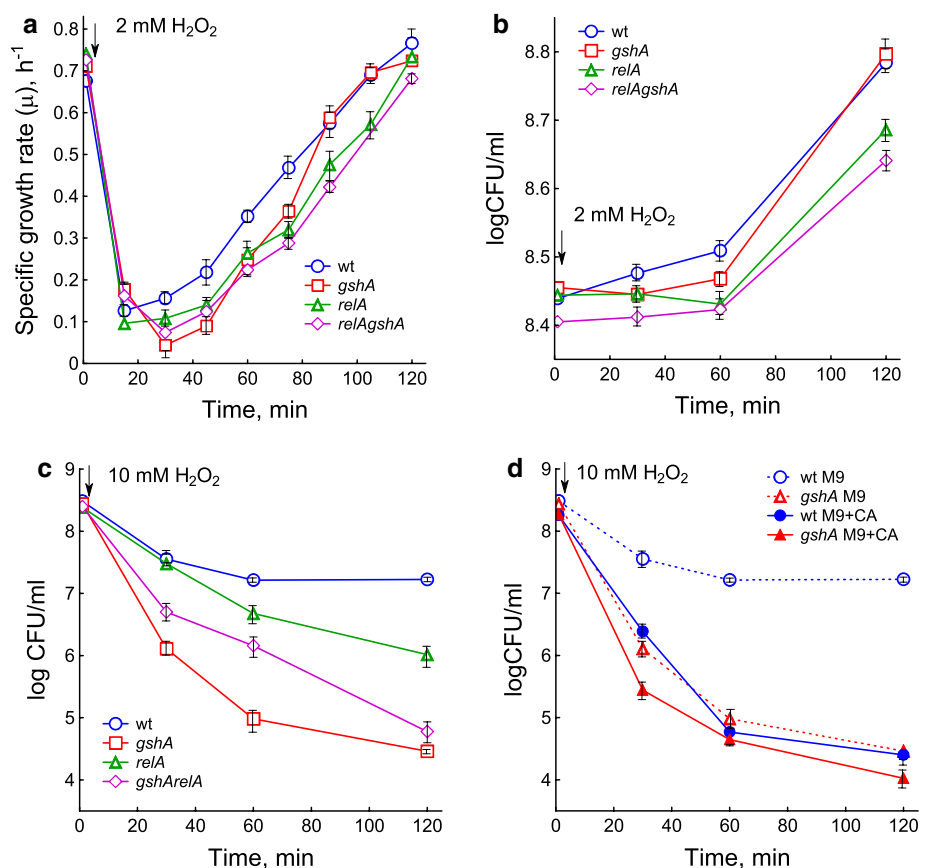 a
2 mM H₂O₂
Specific growth rate (μ), h⁻¹
0.8
0.7
0.6
0.5
0.4
0.3
0.2
0.1
0
wt
gshA
relA
relAgshA
0 20 40 60 80 100 120
Time, min
b
wt
gshA
relA
relAgshA
2 mM H₂O₂
logCFU/ml
8.8
8.7
8.6
8.5
8.4
0 20 40 60 80 100 120
Time, min
c
10 mM H₂O₂
log CFU/ml
9
8
7
6
5
4
wt
gshA
relA
gshArelA
0 20 40 60 80 100 120
Time, min
d
10 mM H₂O₂
wt M9
gshA M9
wt M9+CA
gshA M9+CA
logCFU/ml
9
8
7
6
5
4
0 20 40 60 80 100 120
Time, min